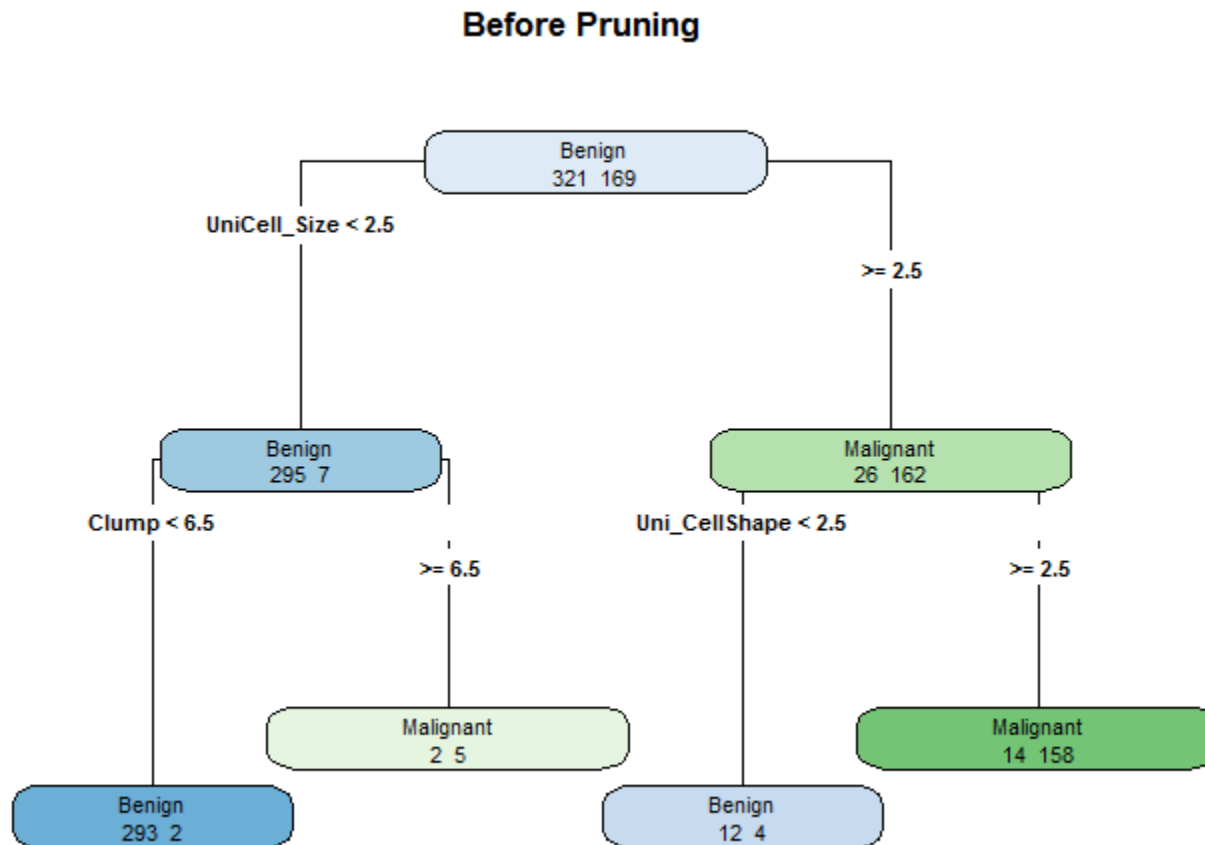 Before Pruning
Benign
321 169
UniCell_Size < 2.5
>= 2.5
Benign
295 7
Malignant
26 162
Clump < 6.5
>= 6.5
Uni_CellShape < 2.5
>= 2.5
Malignant
2 5
Malignant
14 158
Benign
293 2
Benign
12 4